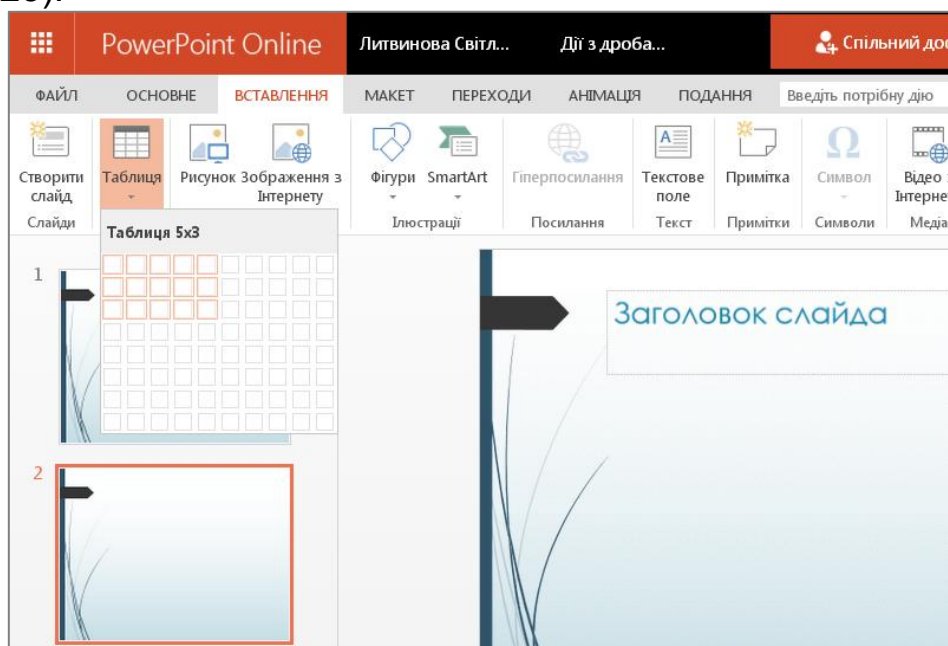 PowerPoint Online Литвинова Світл... Дії з дроба... Спільний дос
ФАЙЛ ОСНОВНЕ ВСТАВЛЕННЯ МАКЕТ ПЕРЕХОДИ АНІМАЦІЯ ПОДАННЯ Введіть потрібну дію
Створити слайд Таблиця Рисунок Зображення з Інтернету Фігури SmartArt Гіперпосилання Текстове поле Примітка Символ Відео
Слайди Ілюстрації Посилання Текст Примітки Символи Медіа
Таблиця 5x3
1
Заголовок слайда
2